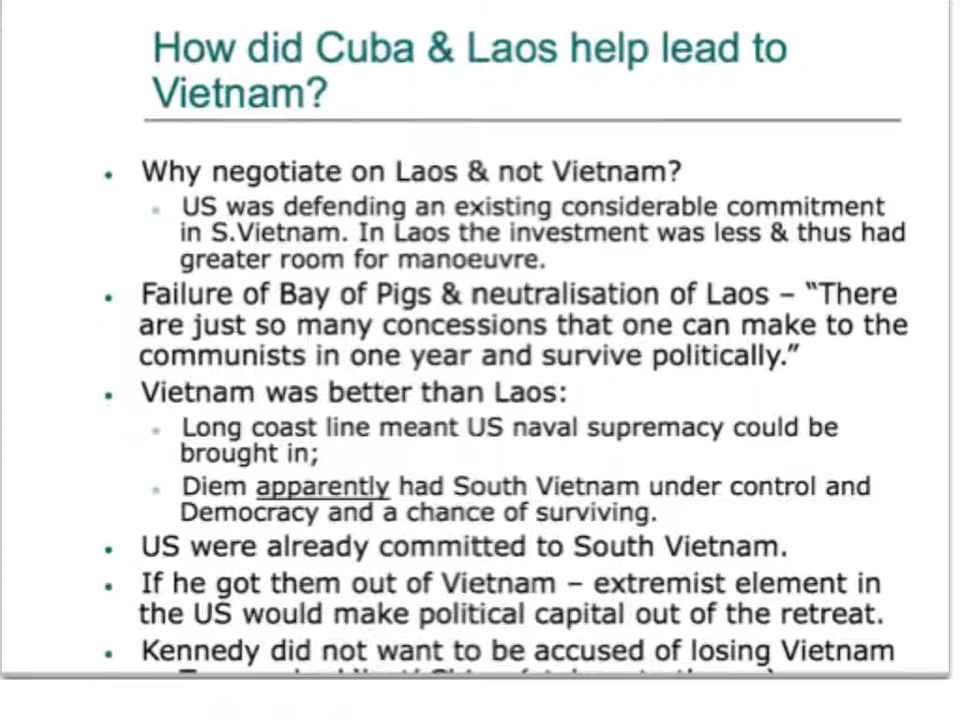 How did Cuba & Laos help lead to
Vietnam?
• Why negotiate on Laos & not Vietnam?
• US was defending an existing considerable commitment
in S.Vietnam. In Laos the investment was less & thus had
greater room for manoeuvre.
• Failure of Bay of Pigs & neutralisation of Laos – “There
are just so many concessions that one can make to the
communists in one year and survive politically.”
• Vietnam was better than Laos:
• Long coast line meant US naval supremacy could be
brought in;
• Diem apparently had South Vietnam under control and
Democracy and a chance of surviving.
• US were already committed to South Vietnam.
• If he got them out of Vietnam – extremist element in
the US would make political capital out of the retreat.
• Kennedy did not want to be accused of losing Vietnam